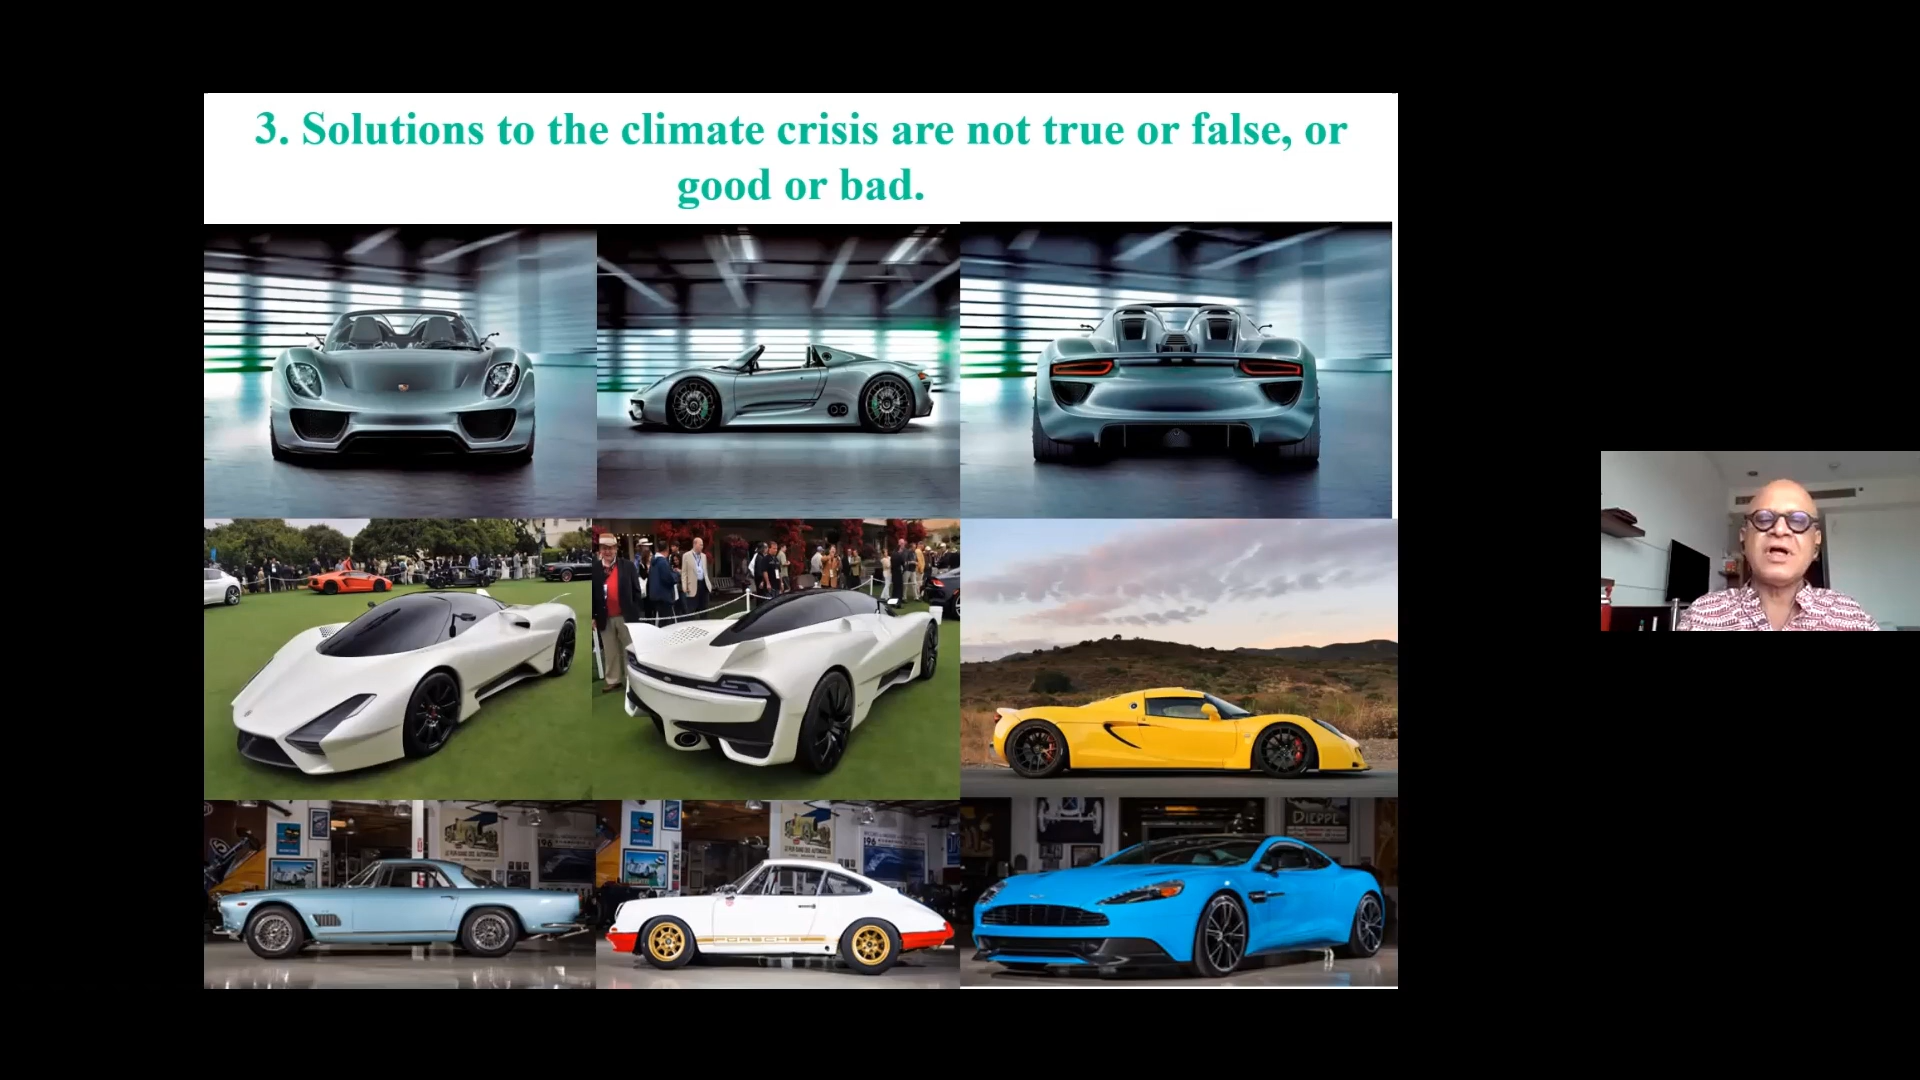 3. Solutions to the climate crisis are not true or false, or
good or bad.
DIEPPE
PORSCHE